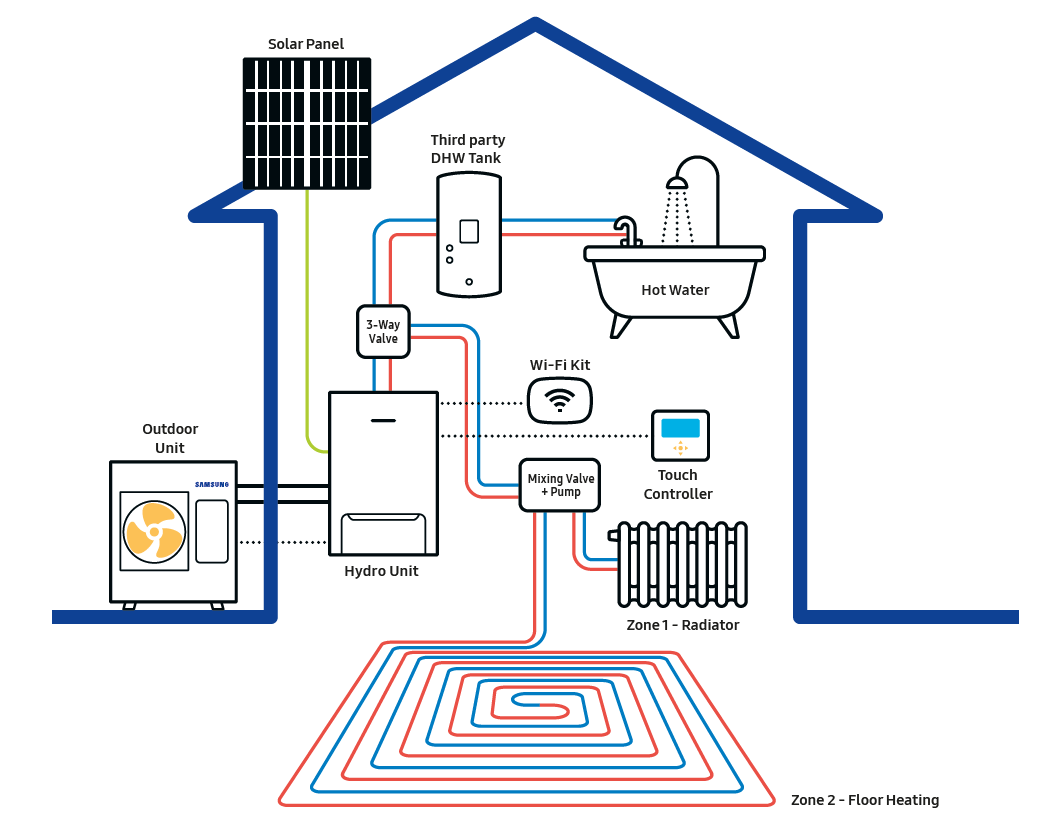 Solar Panel
Third party
DHW Tank
Hot Water
3-Way
Valve
Wi-Fi Kit
Outdoor
Unit
SAMSUNG
Touch
Controller
Mixing Valve
+ Pump
Hydro Unit
Zone 1 - Radiator
Zone 2 - Floor Heating